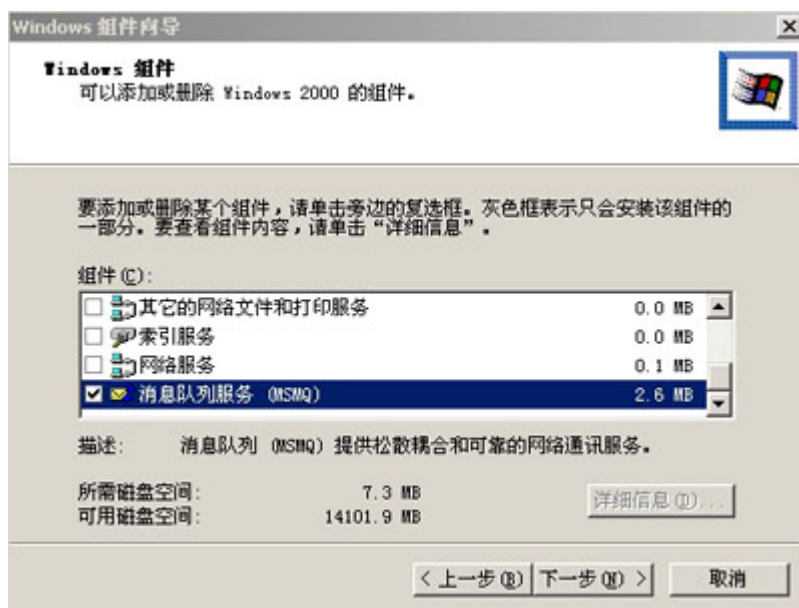 Windows 组件向导
Windows 组件
可以添加或删除 Windows 2000 的组件。
要添加或删除某个组件，请单击旁边的复选框。灰色框表示只会安装该组件的
一部分。要查看组件内容，请单击“详细信息”。
组件(C):
其它的网络文件和打印服务 0.0 MB
索引服务 0.0 MB
网络服务 0.1 MB
消息队列服务 (MSMQ) 2.6 MB
描述: 消息队列 (MSMQ) 提供松散耦合和可靠的网络通讯服务。
所需磁盘空间: 7.3 MB
可用磁盘空间: 14101.9 MB
详细信息(D)...
< 上一步(B) 下一步(N) > 取消